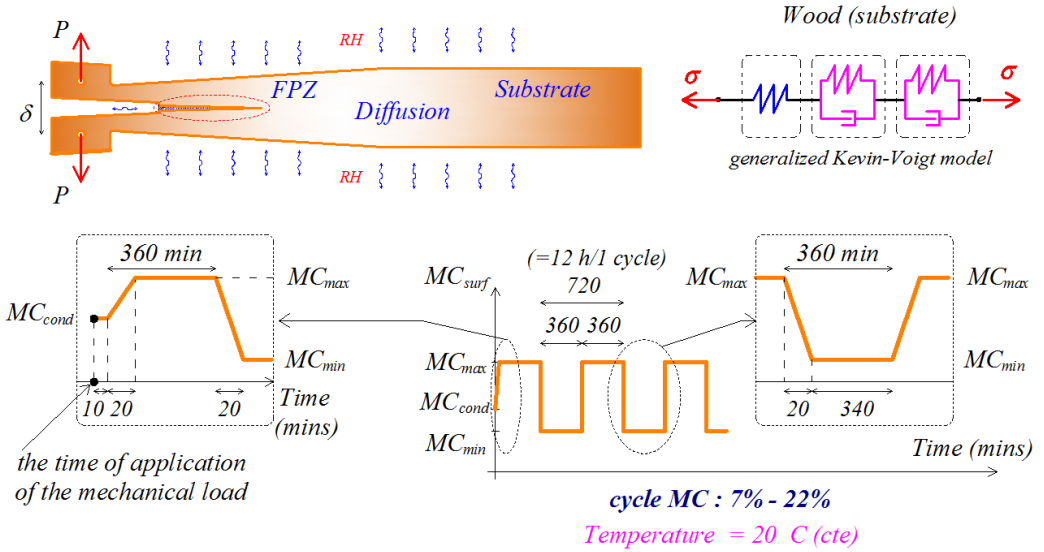 P
RH
FPZ
Diffusion
Substrate
δ
RH
P
Wood (substrate)
σ
σ
generalized Kevin-Voigt model
360 min
MCmax
MCcond
MCmin
10
20
20
Time
(mins)
the time of application
of the mechanical load
(=12 h/1 cycle)
MCsurf
720
360
360
MCmax
MCcond
MCmin
Time (mins)
360 min
MCmax
MCmax
MCmin
MCmin
20
340
cycle MC : 7% - 22%
Temperature = 20 C (cte)